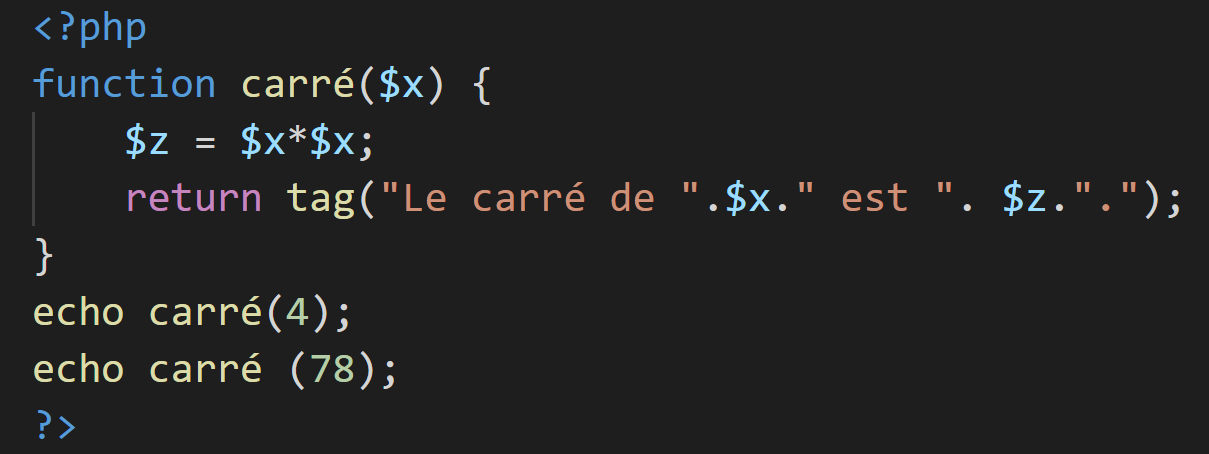 <?php
function carré($x) {
    $z = $x*$x;
    return tag("Le carré de ".$x." est ". $z.".");
}
echo carré(4);
echo carré (78);
?>